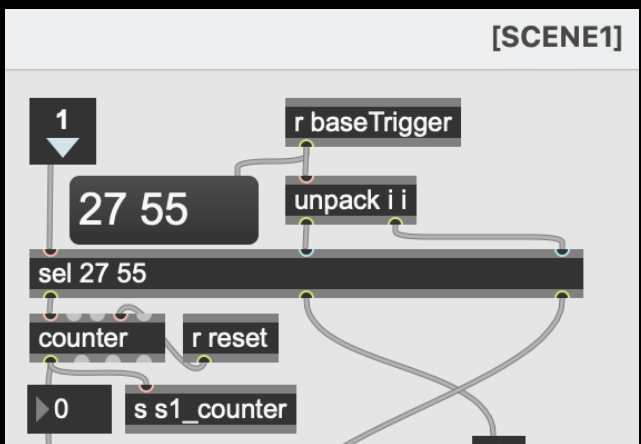 [SCENE1]
1
r baseTrigger
27 55
unpack i i
sel 27 55
counter
r reset
0
s s1_counter